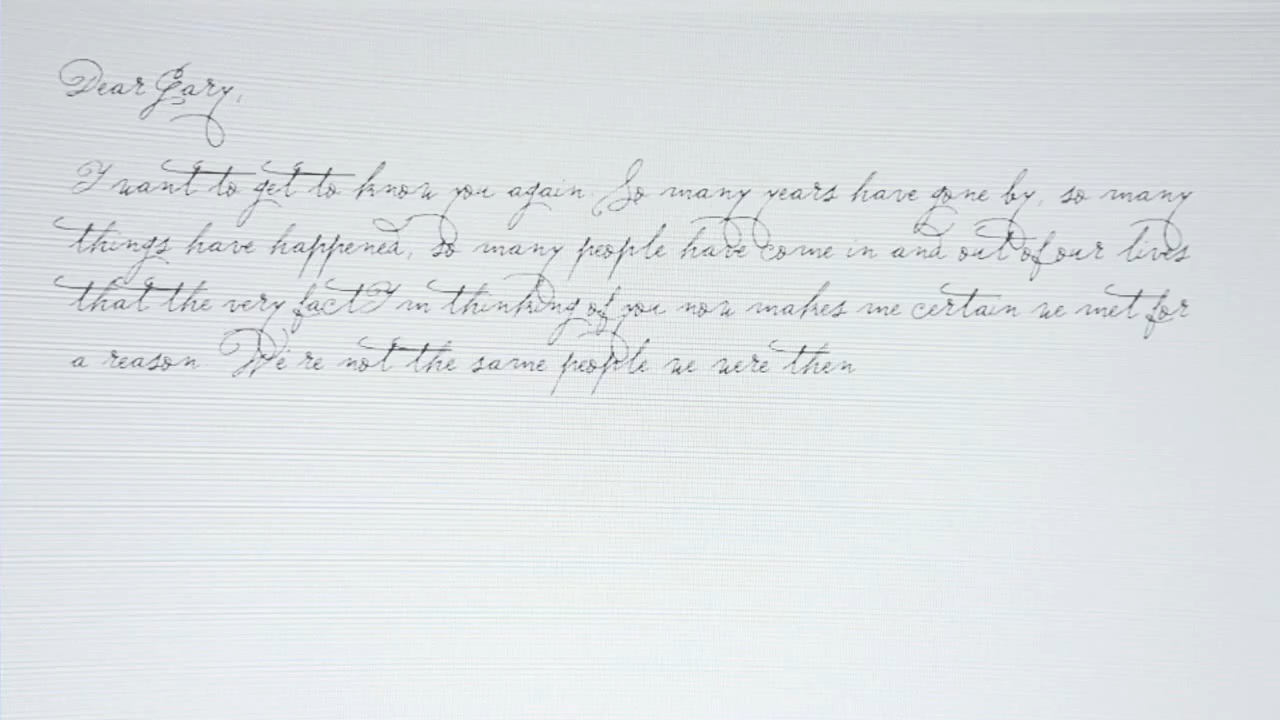 Dear Gary,
I want to get to know you again. So many years have gone by, so many
things have happened, so many people have come in and out of our lives
that the very fact I'm thinking of you now makes me certain we met for
a reason. We're not the same people we were then